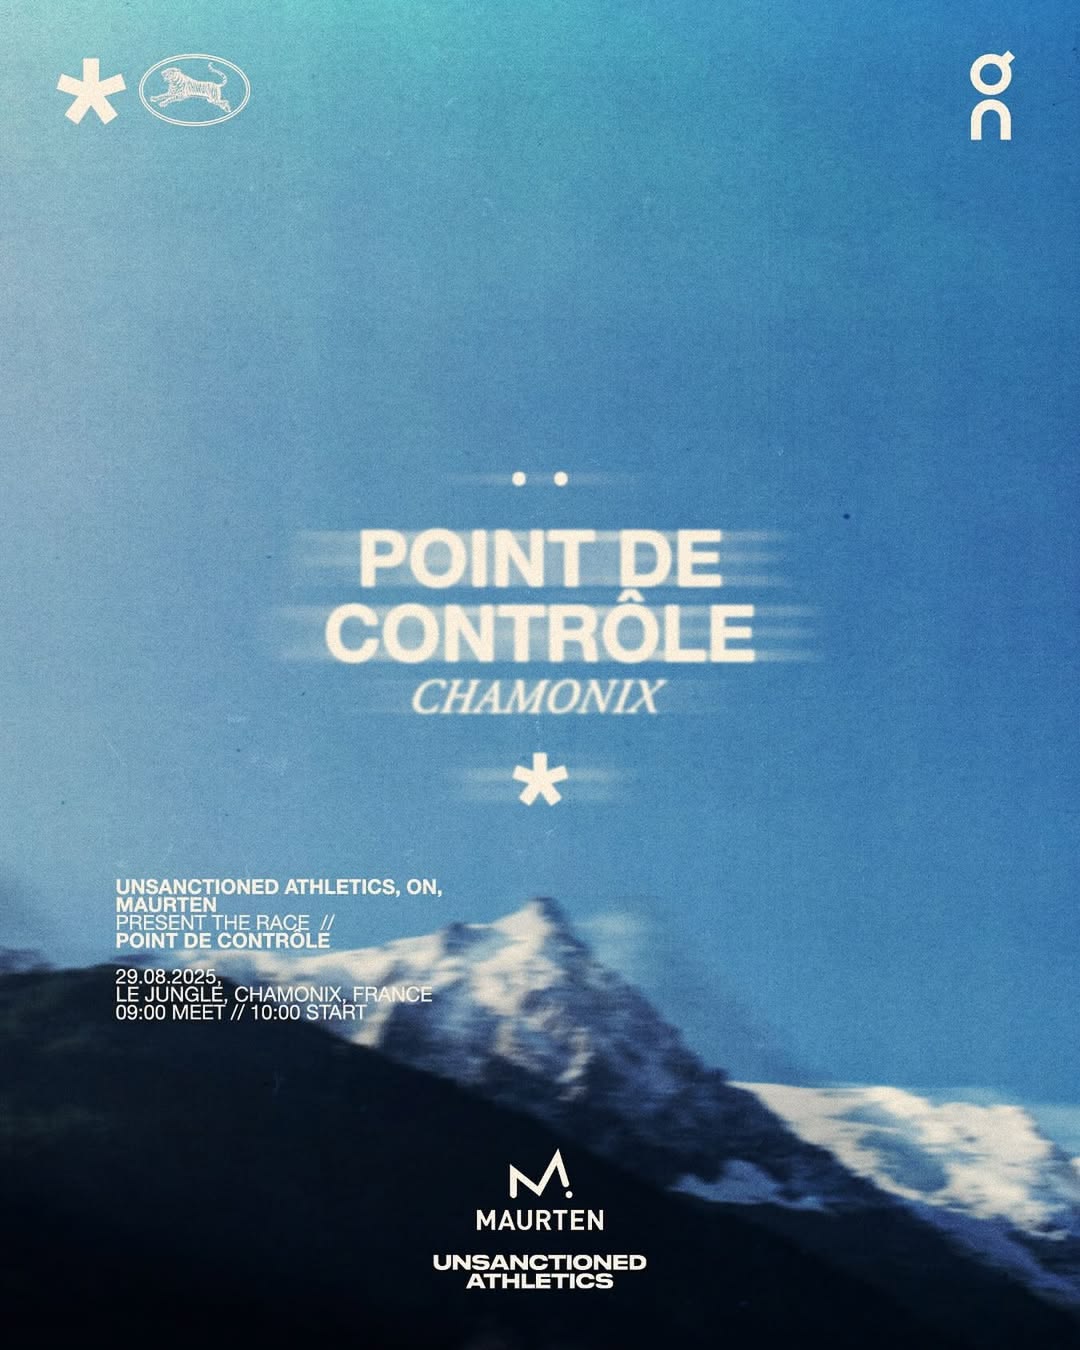 On
POINT DE
CONTRÔLE
CHAMONIX
UNSANCTIONED ATHLETICS, ON,
MAURTEN
PRESENT THE RACE //
POINT DE CONTRÔLE
29.08.2025,
LE JUNGLE, CHAMONIX, FRANCE
09:00 MEET // 10:00 START
MAURTEN
UNSANCTIONED
ATHLETICS